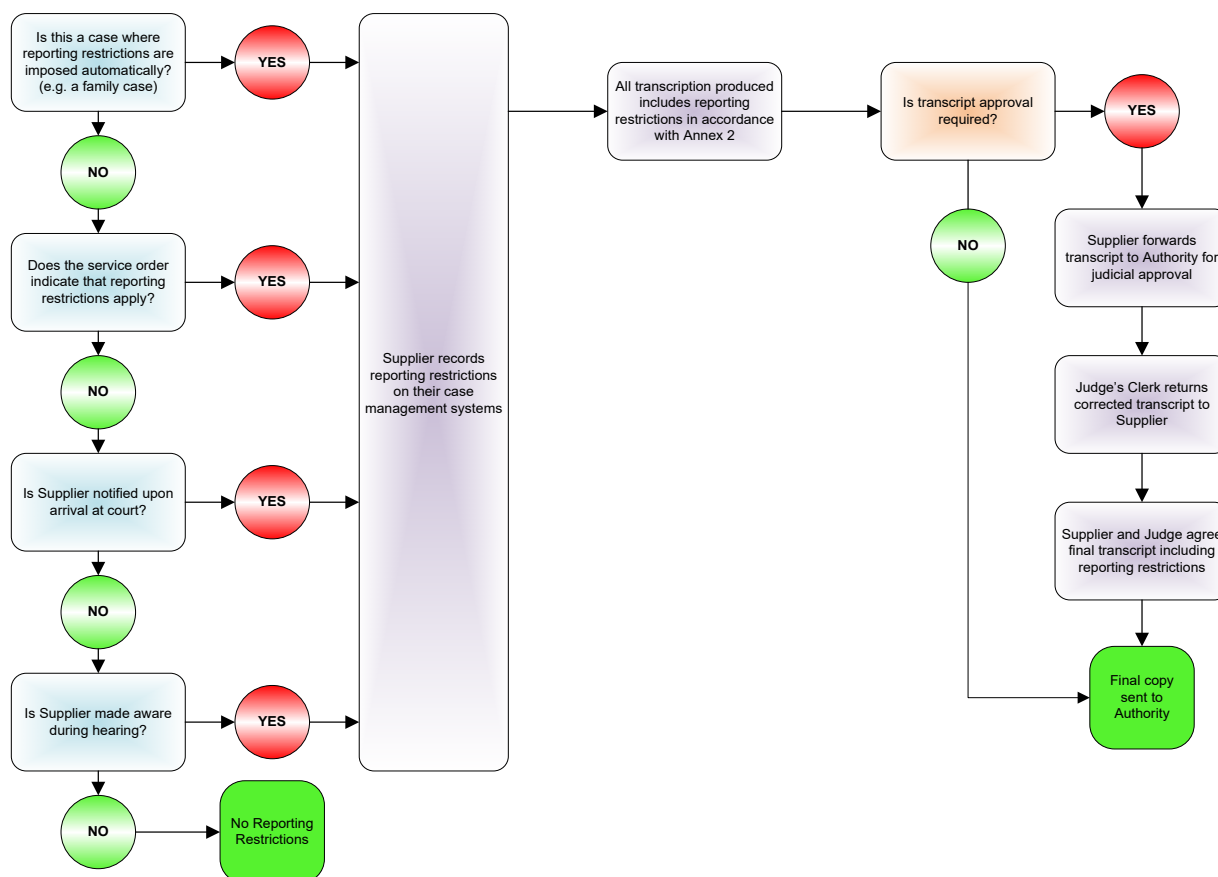 Is this a case where
reporting restrictions are
imposed automatically?
(e.g. a family case)
YES
NO
Does the service order
indicate that reporting
restrictions apply?
YES
NO
Is Supplier notified upon
arrival at court?
YES
NO
Is Supplier made aware
during hearing?
YES
NO
No Reporting
Restrictions
Supplier records
reporting restrictions
on their case
management systems
All transcription produced
includes reporting
restrictions in accordance
with Annex 2
Is transcript approval
required?
YES
NO
Supplier forwards
transcript to Authority for
judicial approval
Judge’s Clerk returns
corrected transcript to
Supplier
Supplier and Judge agree
final transcript including
reporting restrictions
Final copy
sent to
Authority